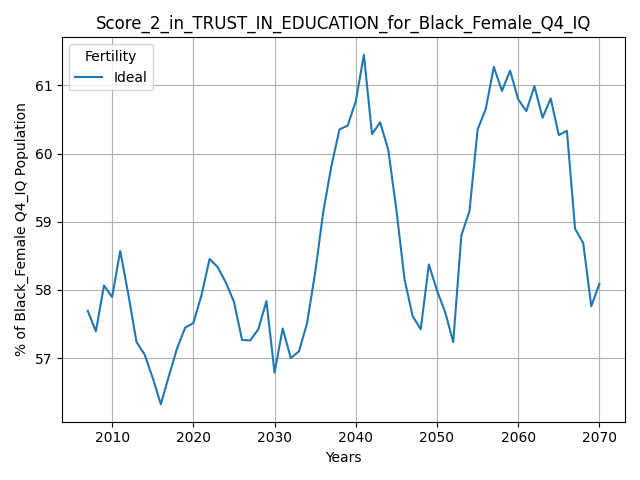 Score_2_in_TRUST_IN_EDUCATION_for_Black_Female_Q4_IQ
Fertility
Ideal
% of Black_Female Q4_IQ Population
61
60
59
58
57
2010 2020 2030 2040 2050 2060 2070
Years